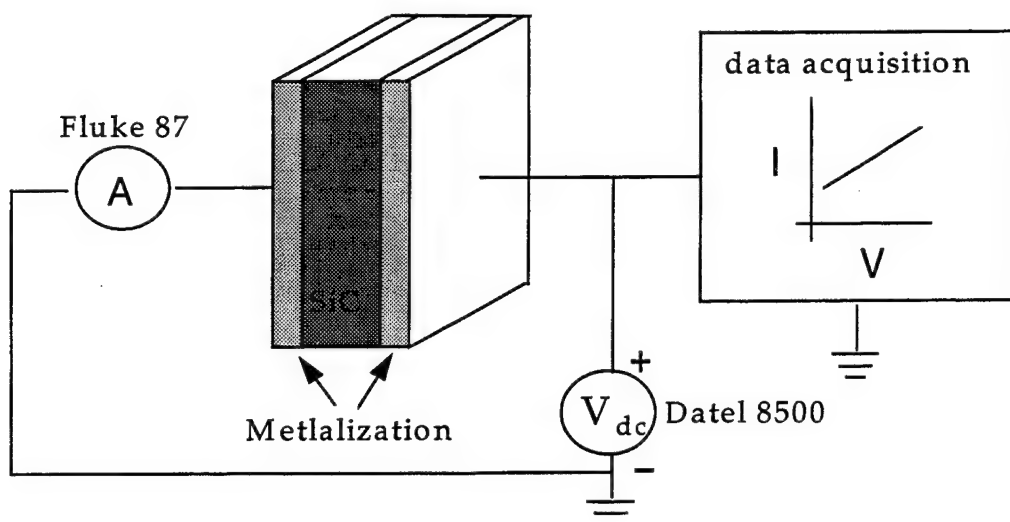 data acquisition
Fluke 87
A
I
V
SiC
+
V dc
Datel 8500
Metlalization
-